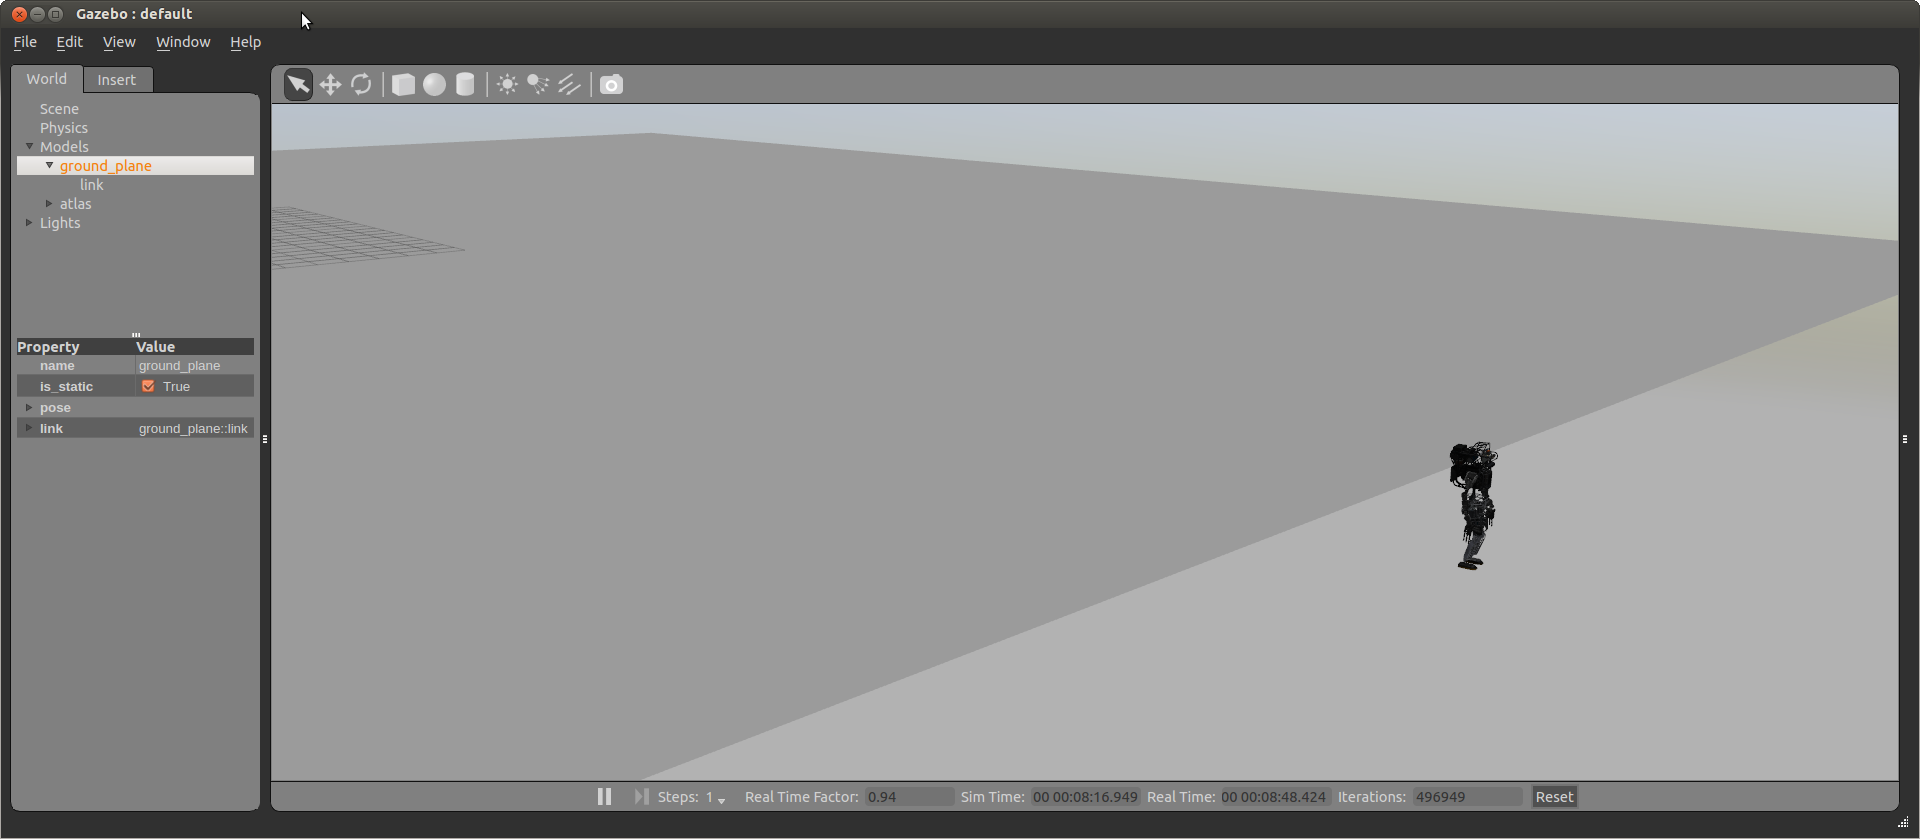 Gazebo : default
File Edit View Window Help
World Insert
Scene
Physics
Models
ground_plane
link
atlas
Lights
Property Value
name ground_plane
is_static True
pose
link ground_plane::link
Steps: 1 Real Time Factor: 0.94 Sim Time: 00 00:08:16.949 Real Time: 00 00:08:48.424 Iterations: 496949 Reset